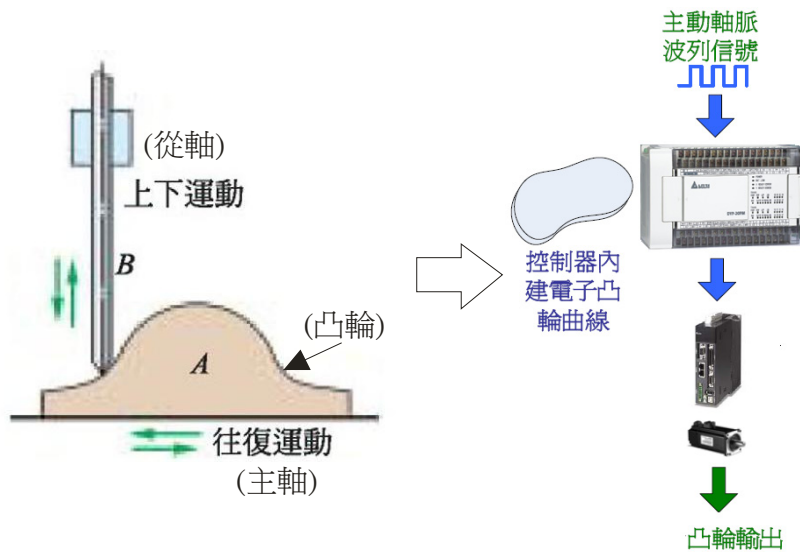 (從軸)
上下運動
B
(凸輪)
A
往復運動
(主軸)
主動軸脈
波列信號
控制器內
建電子凸
輪曲線
凸輪輸出